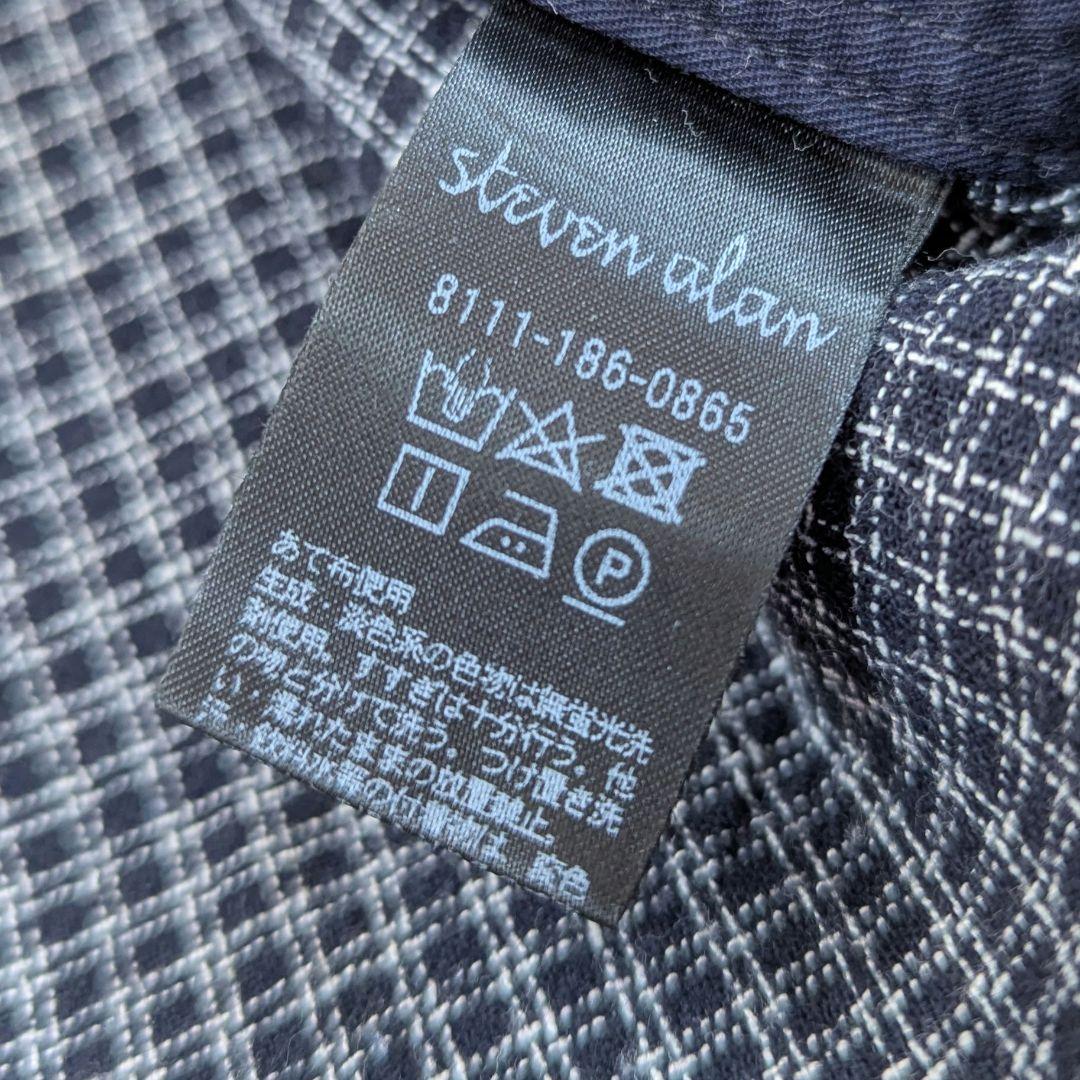 steven alan
8111-186-0865
P
あて布使用
生成・淡色系の色物は無蛍光洗
剤使用。すすぎは十分行う。他
の物と分けて洗う。つけ置き洗
い・濡れたままの放置禁止。